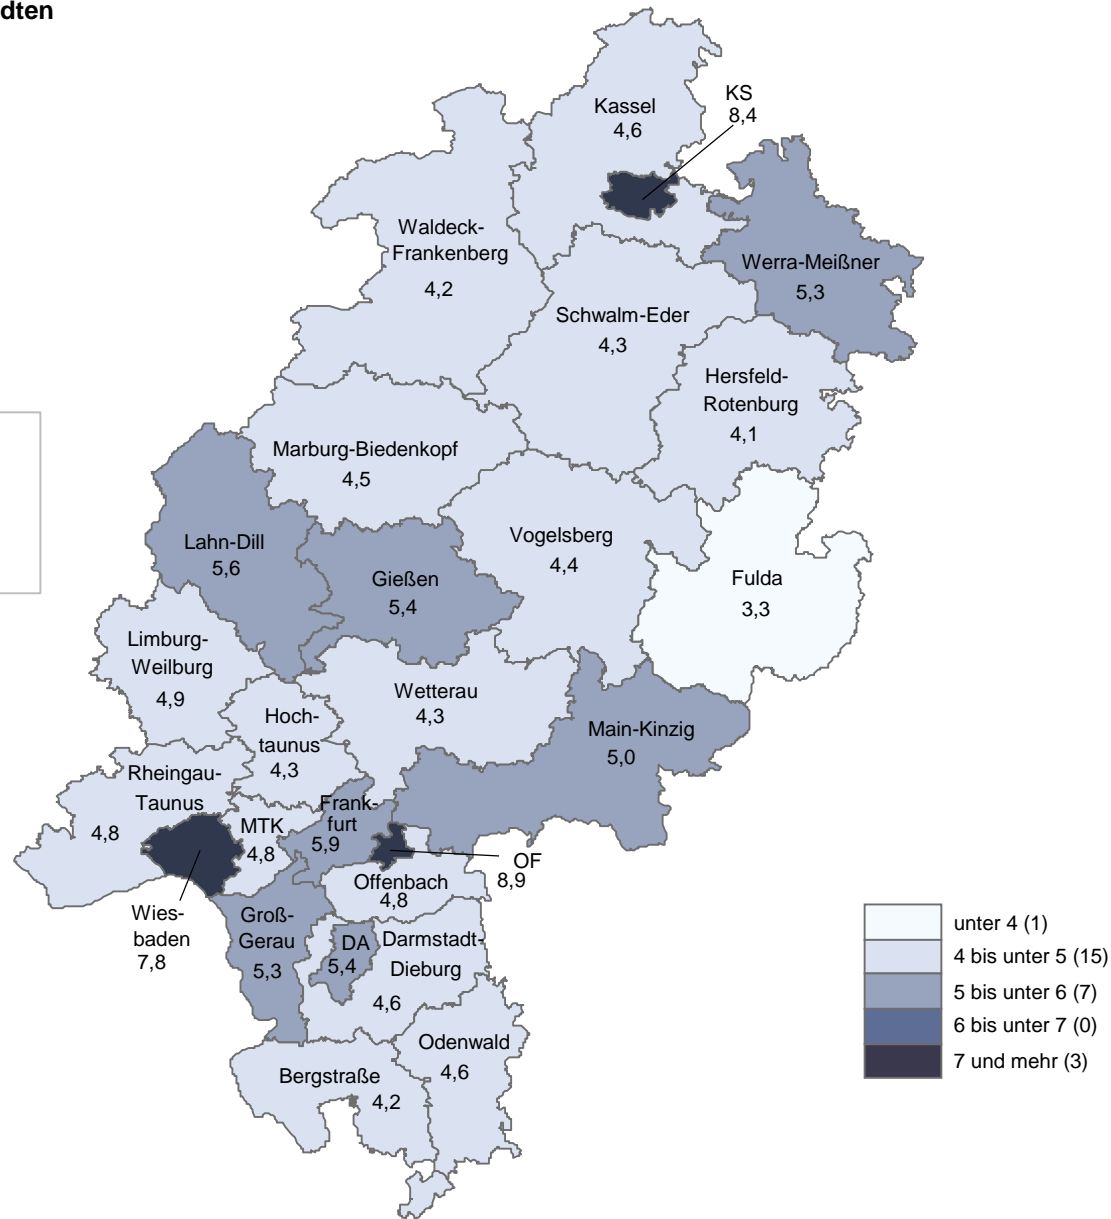 dten
KS
8,4
Kassel
4,6
Waldeck-
Frankenberg
4,2
Werra-Meißner
5,3
Schwalm-Eder
4,3
Hersfeld-
Rotenburg
4,1
Marburg-Biedenkopf
4,5
Lahn-Dill
5,6
Gießen
5,4
Vogelsberg
4,4
Fulda
3,3
Limburg-
Weilburg
4,9
Wetterau
4,3
Hoch-
taunus
4,3
Main-Kinzig
5,0
Rheingau-
Taunus
4,8
MTK
4,8
Frank-
furt
5,9
OF
8,9
Offenbach
4,8
Wies-
baden
7,8
Groß-
Gerau
5,3
DA
5,4
Darmstadt-
Dieburg
4,6
Odenwald
4,6
Bergstraße
4,2
unter 4 (1)
4 bis unter 5 (15)
5 bis unter 6 (7)
6 bis unter 7 (0)
7 und mehr (3)